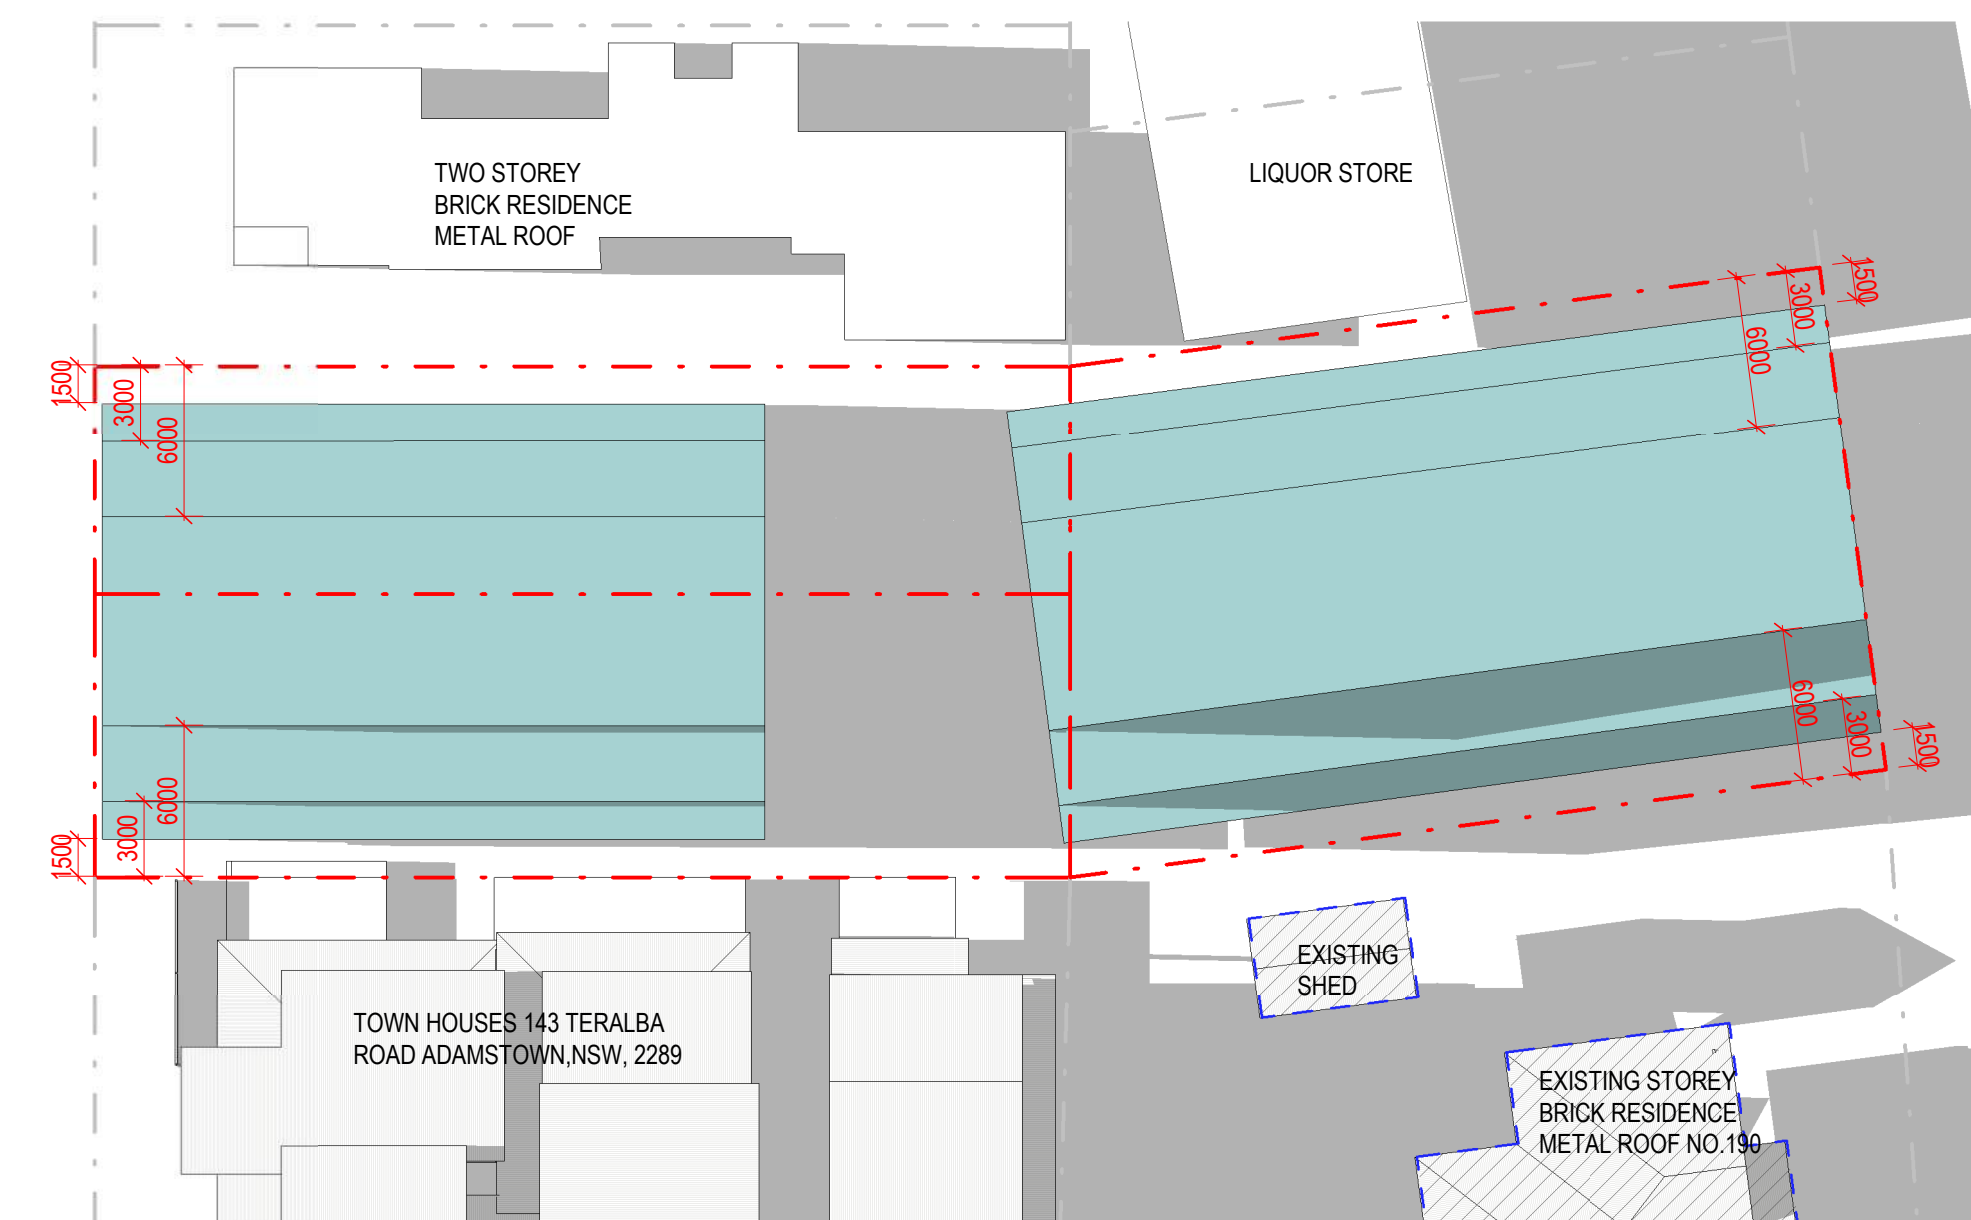 TWO STOREY
BRICK RESIDENCE
METAL ROOF
LIQUOR STORE
1500
3000
6000
1500
3000
6000
6000
3000
1500
6000
3000
1500
EXISTING
SHED
TOWN HOUSES 143 TERALBA
ROAD ADAMSTOWN,NSW, 2289
EXISTING STOREY
BRICK RESIDENCE
METAL ROOF NO.190